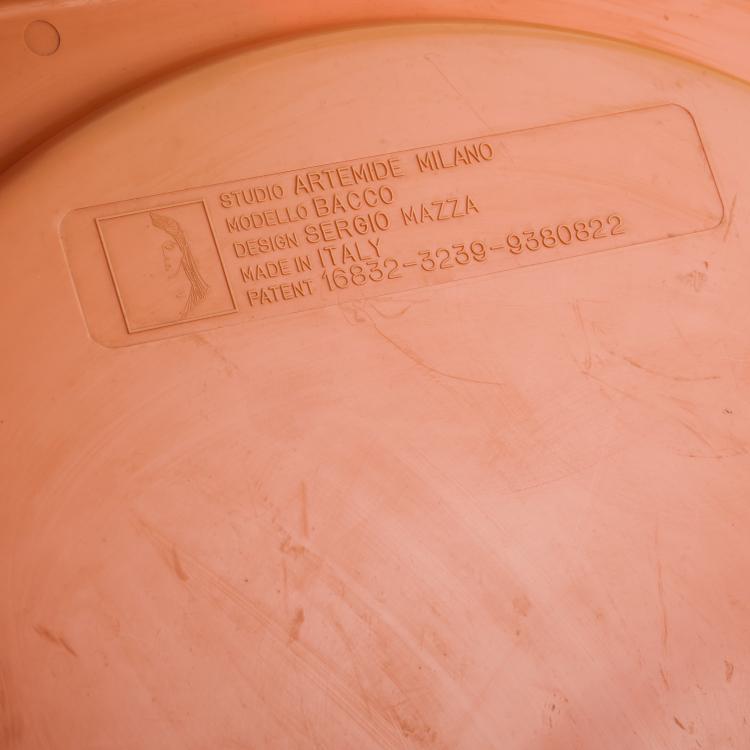 STUDIO ARTEMIDE MILANO
MODELLO BACCO
DESIGN SERGIO MAZZA
MADE IN ITALY
PATENT 16832-3239-9380822